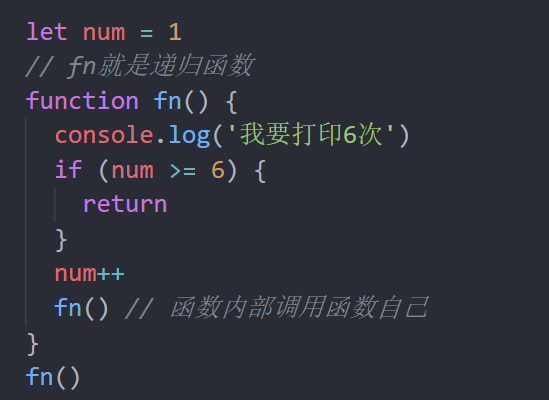 let num = 1
// fn就是递归函数
function fn() {
  console.log('我要打印6次')
  if (num >= 6) {
    return
  }
  num++
  fn() // 函数内部调用函数自己
}
fn()